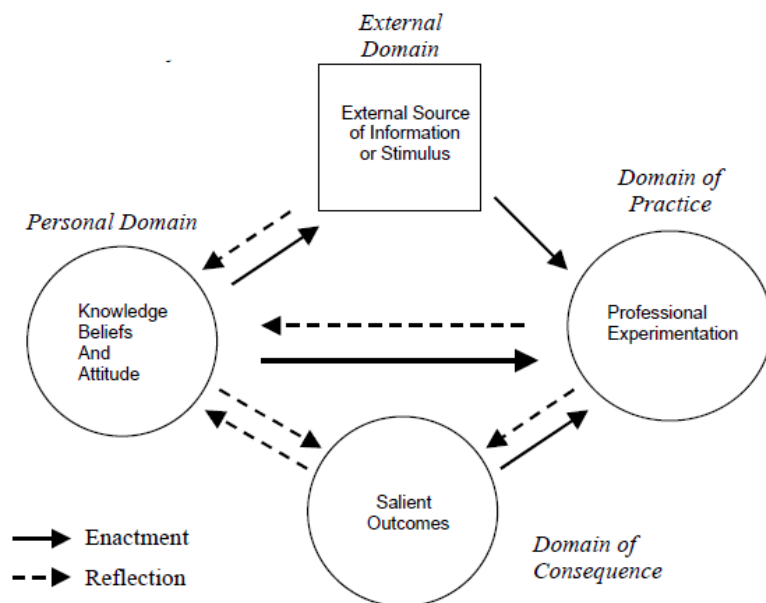 External
Domain
External Source
of Information
or Stimulus
Domain of
Practice
Personal Domain
Knowledge
Beliefs
And
Attitude
Professional
Experimentation
Salient
Outcomes
Enactment
Reflection
Domain of
Consequence